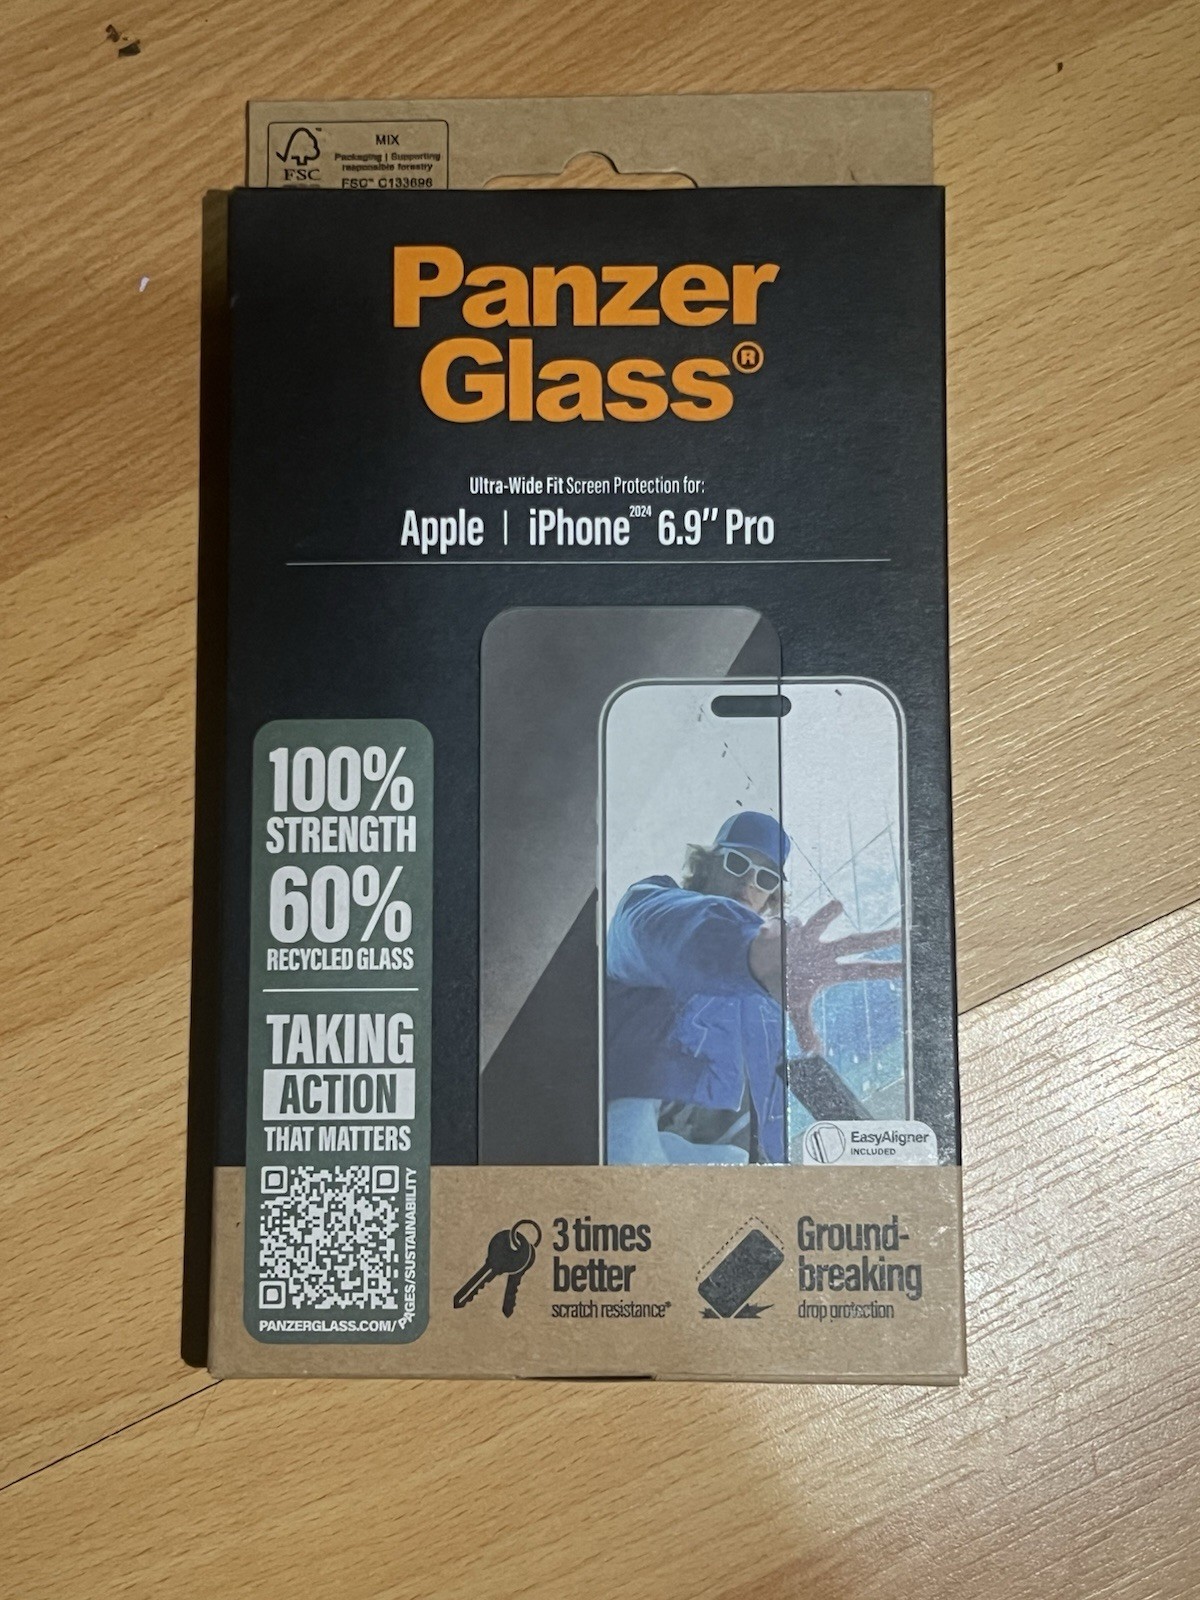 FSC
MIX
Packaging | Supporting
responsible forestry
FSC™ C133696
Panzer
Glass®
Ultra-Wide Fit Screen Protection for:
Apple | iPhone 2024 6.9" Pro
100%
STRENGTH
60%
RECYCLED GLASS
TAKING
ACTION
THAT MATTERS
PANZERGLASS.COM/
PAGES/SUSTAINABILITY
EasyAligner
INCLUDED
3 times
better
scratch resistance*
Ground-
breaking
drop protection